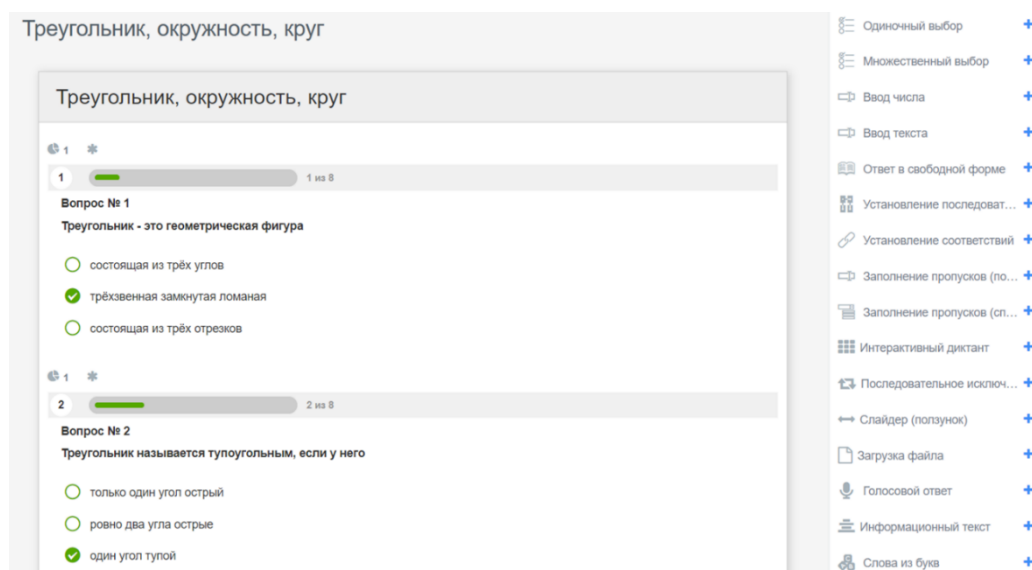 Треугольник, окружность, круг
Треугольник, окружность, круг
1
1
1 из 8
Вопрос № 1
Треугольник - это геометрическая фигура
состоящая из трёх углов
трёхзвенная замкнутая ломаная
состоящая из трёх отрезков
1
2
2 из 8
Вопрос № 2
Треугольник называется тупоугольным, если у него
только один угол острый
ровно два угла острые
один угол тупой
Одиночный выбор
Множественный выбор
Ввод числа
Ввод текста
Ответ в свободной форме
Установление последоват...
Установление соответствий
Заполнение пропусков (по...
Заполнение пропусков (сп...
Интерактивный диктант
Последовательное исключ...
Слайдер (ползунок)
Загрузка файла
Голосовой ответ
Информационный текст
Слова из букв